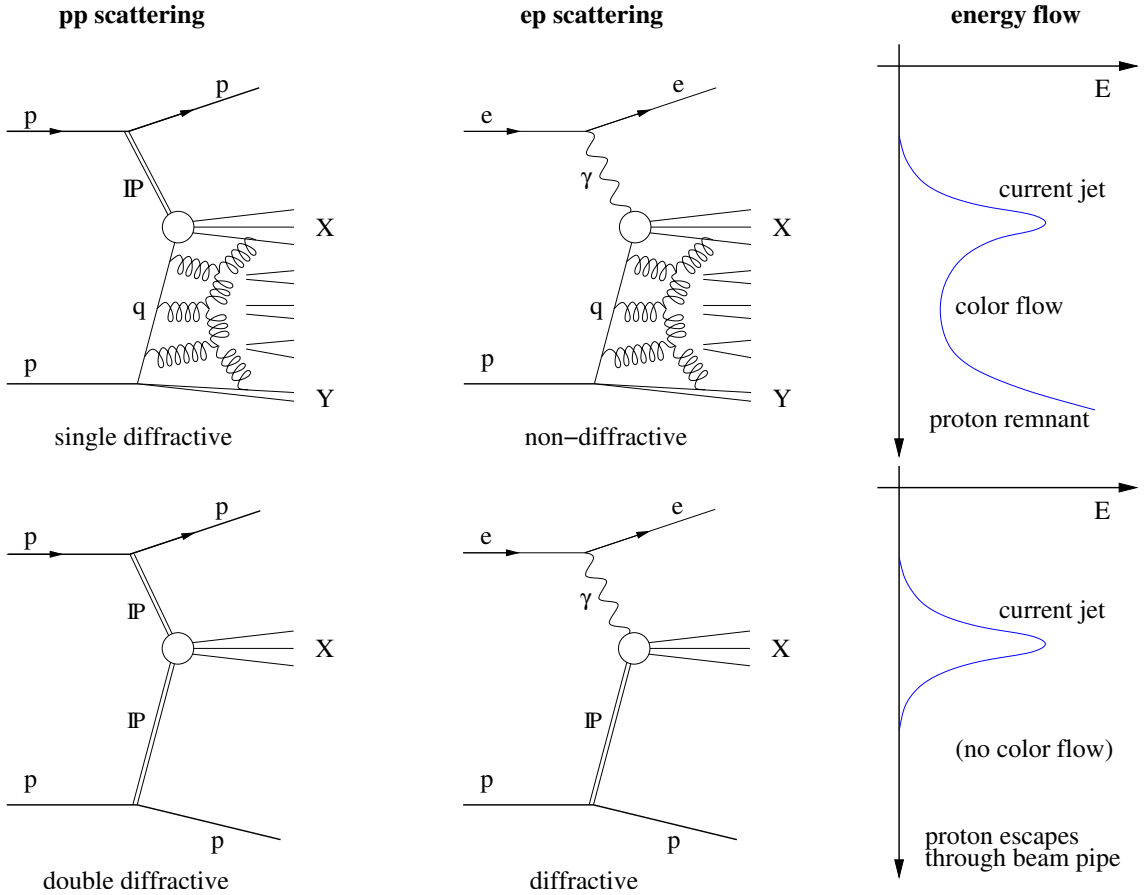 pp scattering
ep scattering
energy flow
p
p
IP
X
q
p
Y
single diffractive
e
e
γ
X
q
p
Y
non−diffractive
E
current jet
color flow
proton remnant
p
p
IP
X
IP
p
p
double diffractive
e
e
γ
X
IP
p
p
diffractive
E
current jet
(no color flow)
proton escapes
through beam pipe